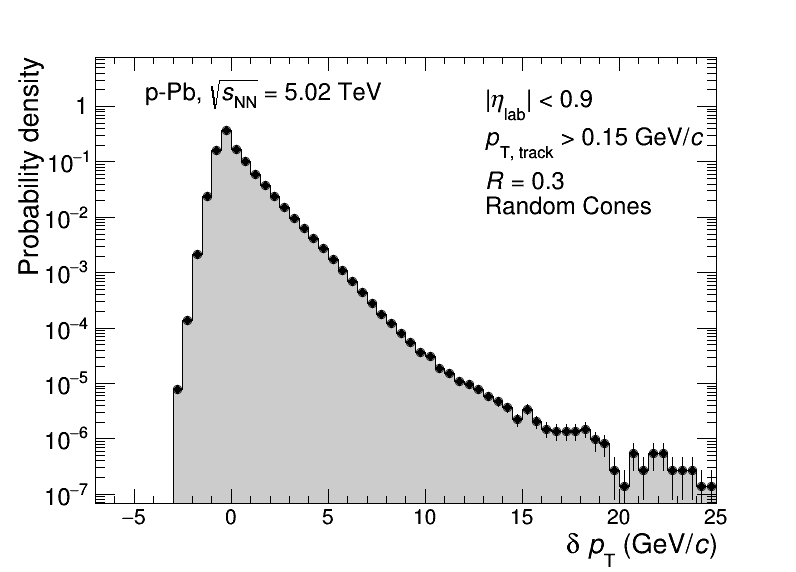 p-Pb, √s_NN = 5.02 TeV
|η_lab| < 0.9
p_T, track > 0.15 GeV/c
R = 0.3
Random Cones
Probability density
1
10⁻¹
10⁻²
10⁻³
10⁻⁴
10⁻⁵
10⁻⁶
10⁻⁷
−5 0 5 10 15 20 25
δ p_T (GeV/c)